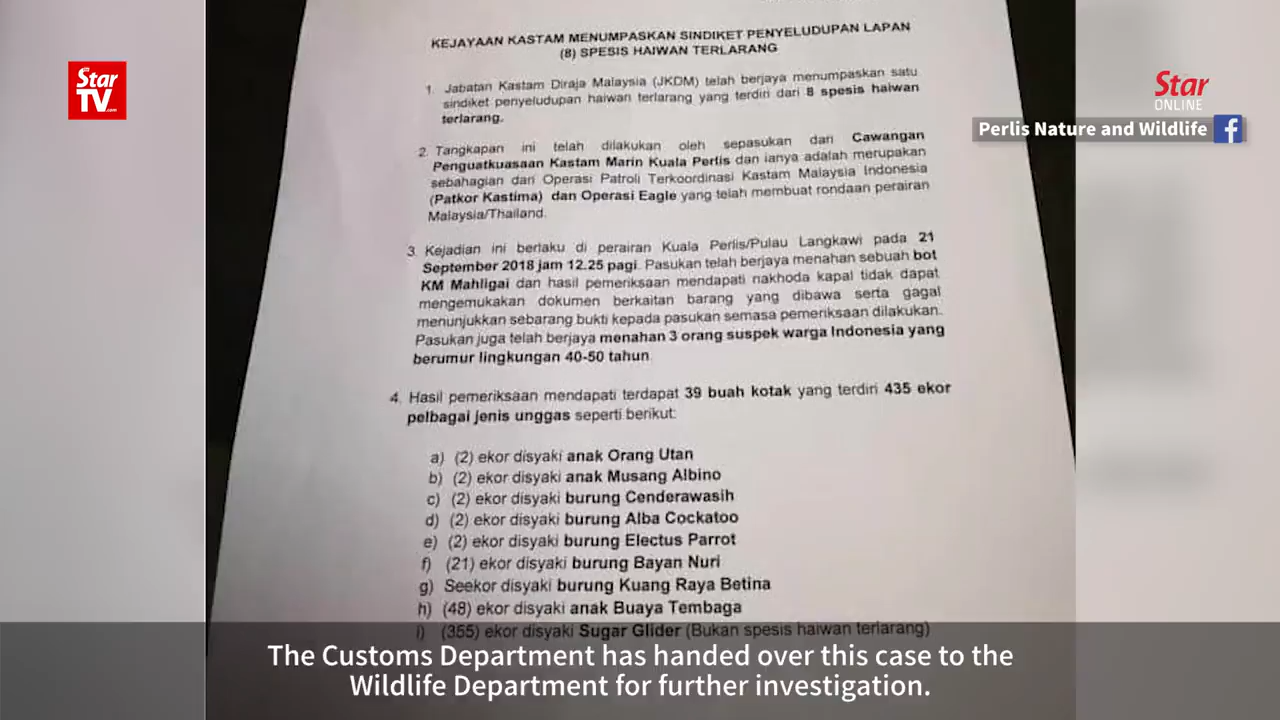 KEJAYAAN KASTAM MENUMPASKAN SINDIKET PENYELUDUPAN LAPAN
(8) SPESIS HAIWAN TERLARANG
Star
TV.com
Star
ONLINE
Perlis Nature and Wildlife f
1. Jabatan Kastam Diraja Malaysia (JKDM) telah berjaya menumpaskan satu
sindiket penyeludupan haiwan terlarang yang terdiri dari 8 spesis haiwan
terlarang.
2. Tangkapan ini telah dilakukan oleh sepasukan dari Cawangan
Penguatkuasaan Kastam Marin Kuala Perlis dan ianya adalah merupakan
sebahagian dari Operasi Patroli Terkoordinasi Kastam Malaysia Indonesia
(Patkor Kastima) dan Operasi Eagle yang telah membuat rondaan perairan
Malaysia/Thailand.
3. Kejadian ini berlaku di perairan Kuala Perlis/Pulau Langkawi pada 21
September 2018 jam 12.25 pagi. Pasukan telah berjaya menahan sebuah bot
KM Mahligai dan hasil pemeriksaan mendapati nakhoda kapal tidak dapat
mengemukakan dokumen berkaitan barang yang dibawa serta gagal
menunjukkan sebarang bukti kepada pasukan semasa pemeriksaan dilakukan.
Pasukan juga telah berjaya menahan 3 orang suspek warga Indonesia yang
berumur lingkungan 40-50 tahun.
4. Hasil pemeriksaan mendapati terdapat 39 buah kotak yang terdiri 435 ekor
pelbagai jenis unggas seperti berikut:
a) (2) ekor disyaki anak Orang Utan
b) (2) ekor disyaki anak Musang Albino
c) (2) ekor disyaki burung Cenderawasih
d) (2) ekor disyaki burung Alba Cockatoo
e) (2) ekor disyaki burung Electus Parrot
f) (21) ekor disyaki burung Bayan Nuri
g) Seekor disyaki burung Kuang Raya Betina
h) (48) ekor disyaki anak Buaya Tembaga
i) (355) ekor disyaki Sugar Glider (Bukan spesis haiwan terlarang)
The Customs Department has handed over this case to the
Wildlife Department for further investigation.